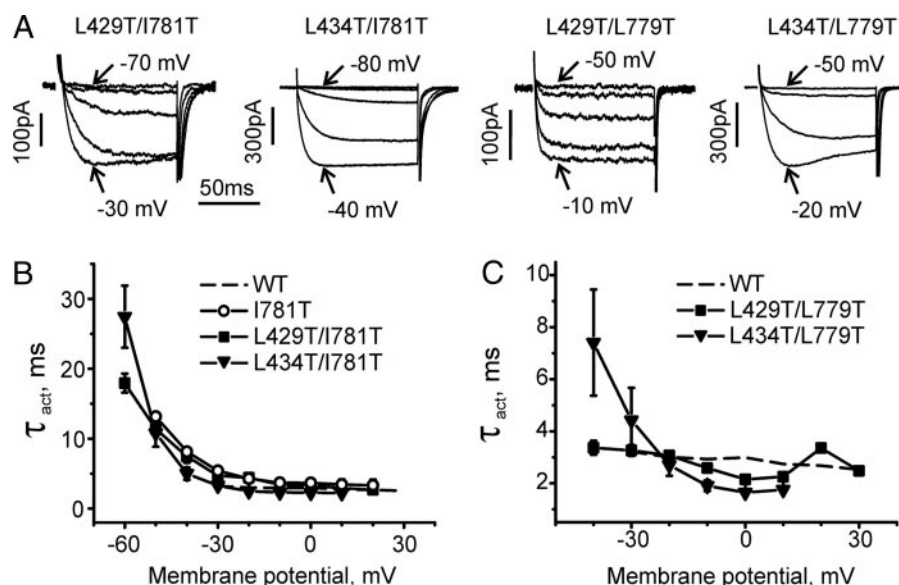 A
L429T/I781T
L434T/I781T
L429T/L779T
L434T/L779T
-70 mV
-80 mV
-50 mV
-50 mV
100pA
300pA
100pA
300pA
-30 mV
50ms
-40 mV
-10 mV
-20 mV
B
WT
I781T
L429T/I781T
L434T/I781T
τ act, ms
30
20
10
0
-60
-30
0
30
Membrane potential, mV
C
WT
L429T/L779T
L434T/L779T
τ act, ms
10
8
6
4
2
-30
0
30
Membrane potential, mV